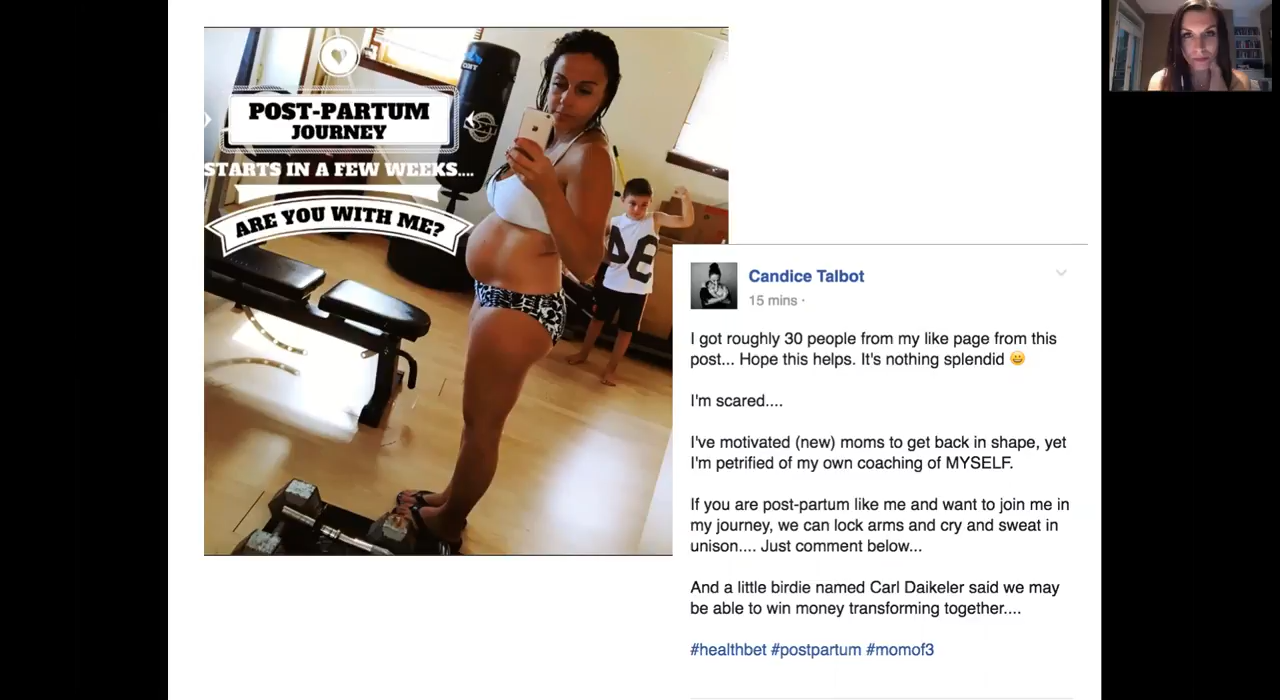 POST-PARTUM
JOURNEY
STARTS IN A FEW WEEKS....
ARE YOU WITH ME?
Candice Talbot
15 mins ·
I got roughly 30 people from my like page from this
post... Hope this helps. It's nothing splendid 😀
I'm scared....
I've motivated (new) moms to get back in shape, yet
I'm petrified of my own coaching of MYSELF.
If you are post-partum like me and want to join me in
my journey, we can lock arms and cry and sweat in
unison.... Just comment below...
And a little birdie named Carl Daikeler said we may
be able to win money transforming together....
#healthbet #postpartum #momof3